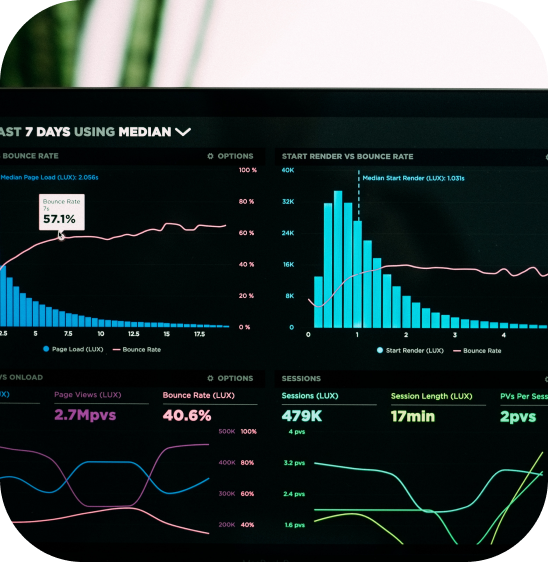 AST 7 DAYS USING MEDIAN
BOUNCE RATE
OPTIONS
START RENDER VS BOUNCE RATE
Median Page Load (LUX): 2.056s
100 %
80 %
60 %
40 %
20 %
0 %
Bounce Rate
7s
57.1%
2.5
5
7.5
10
12.5
15
17.5
Page Load (LUX)
Bounce Rate
40K
32K
24K
16K
8K
0
Median Start Render (LUX): 1.031s
0
1
2
3
4
Start Render (LUX)
Bounce Rate
VS ONLOAD
OPTIONS
SESSIONS
UX)
Page Views (LUX)
2.7Mpvs
Bounce Rate (LUX)
40.6%
500K 100%
400K 80%
300K 60%
200K 40%
Sessions (LUX)
479K
Session Length (LUX)
17min
PVs Per Sess
2pvs
4 pvs
3.2 pvs
2.4 pvs
1.6 pvs